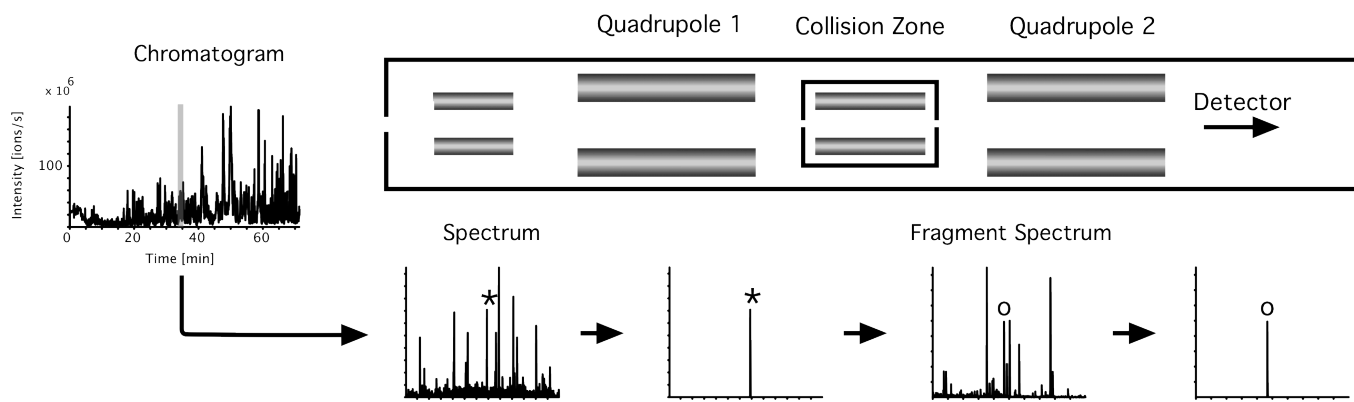 Quadrupole 1
Collision Zone
Quadrupole 2
Chromatogram
x 10
6
Intensity [ions/s]
100
Detector
0
20
40
60
Time [min]
Spectrum
Fragment Spectrum
*
*
o
o